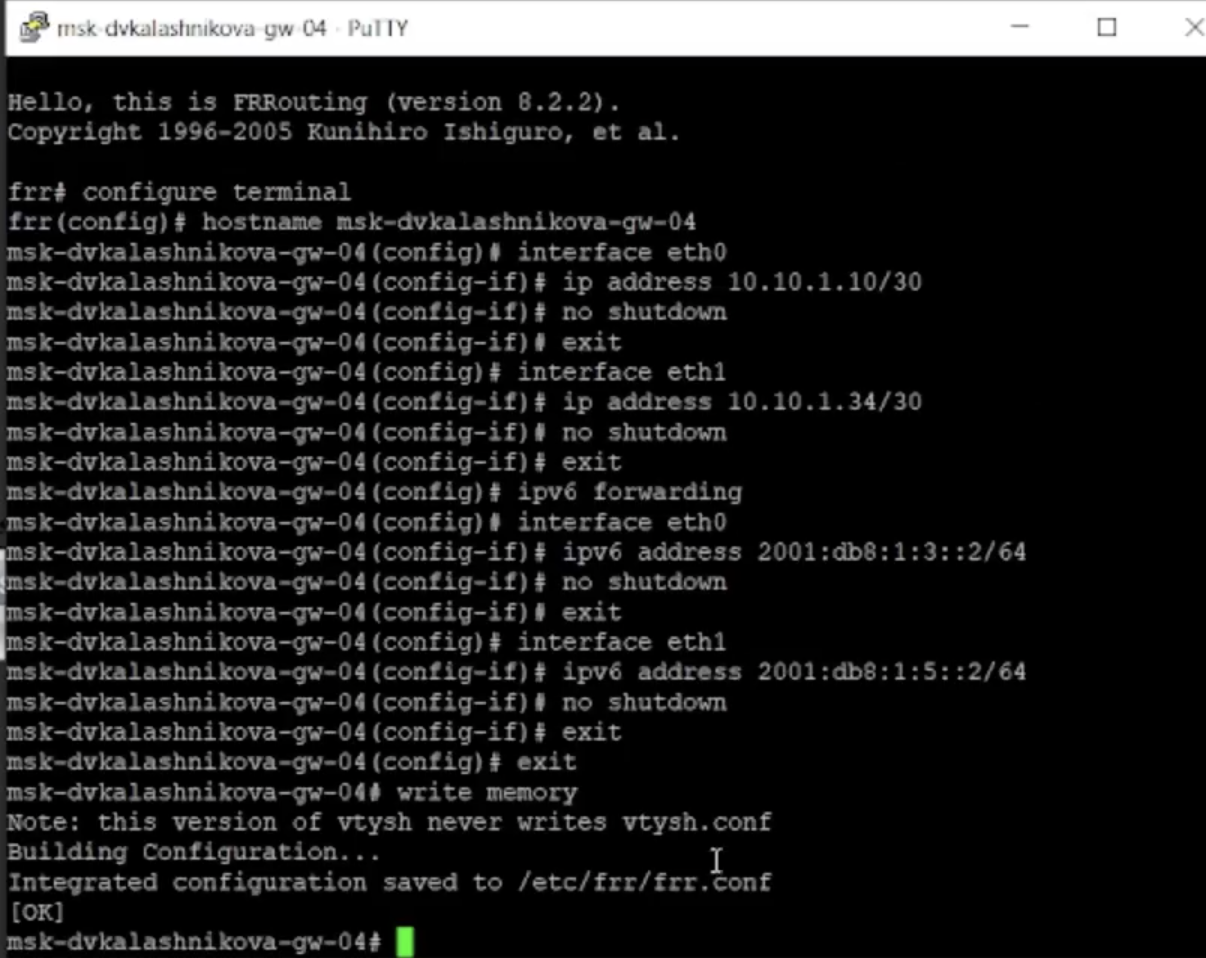 msk-dvkalashnikova-gw-04 - PuTTY
Hello, this is FRRouting (version 8.2.2).
Copyright 1996-2005 Kunihiro Ishiguro, et al.
frr# configure terminal
frr(config)# hostname msk-dvkalashnikova-gw-04
msk-dvkalashnikova-gw-04(config)# interface eth0
msk-dvkalashnikova-gw-04(config-if)# ip address 10.10.1.10/30
msk-dvkalashnikova-gw-04(config-if)# no shutdown
msk-dvkalashnikova-gw-04(config-if)# exit
msk-dvkalashnikova-gw-04(config)# interface eth1
msk-dvkalashnikova-gw-04(config-if)# ip address 10.10.1.34/30
msk-dvkalashnikova-gw-04(config-if)# no shutdown
msk-dvkalashnikova-gw-04(config-if)# exit
msk-dvkalashnikova-gw-04(config)# ipv6 forwarding
msk-dvkalashnikova-gw-04(config)# interface eth0
msk-dvkalashnikova-gw-04(config-if)# ipv6 address 2001:db8:1:3::2/64
msk-dvkalashnikova-gw-04(config-if)# no shutdown
msk-dvkalashnikova-gw-04(config-if)# exit
msk-dvkalashnikova-gw-04(config)# interface eth1
msk-dvkalashnikova-gw-04(config-if)# ipv6 address 2001:db8:1:5::2/64
msk-dvkalashnikova-gw-04(config-if)# no shutdown
msk-dvkalashnikova-gw-04(config-if)# exit
msk-dvkalashnikova-gw-04(config)# exit
msk-dvkalashnikova-gw-04# write memory
Note: this version of vtysh never writes vtysh.conf
Building Configuration...
Integrated configuration saved to /etc/frr/frr.conf
[OK]
msk-dvkalashnikova-gw-04#